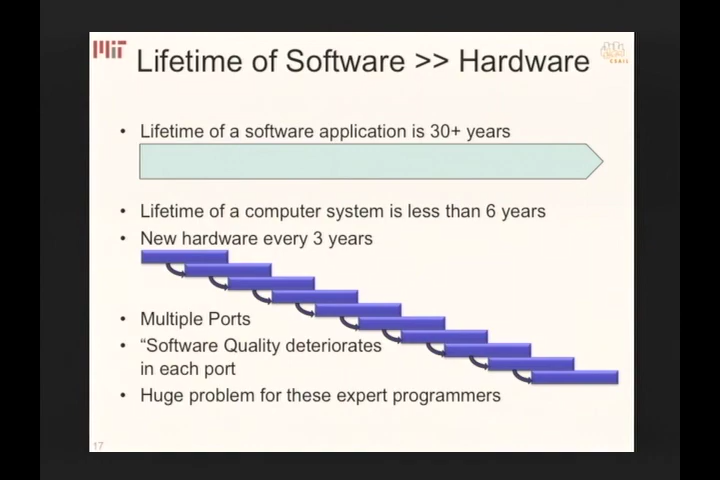 MIT
Lifetime of Software >> Hardware
CSAIL
• Lifetime of a software application is 30+ years
• Lifetime of a computer system is less than 6 years
• New hardware every 3 years
• Multiple Ports
• “Software Quality deteriorates
in each port
• Huge problem for these expert programmers
17